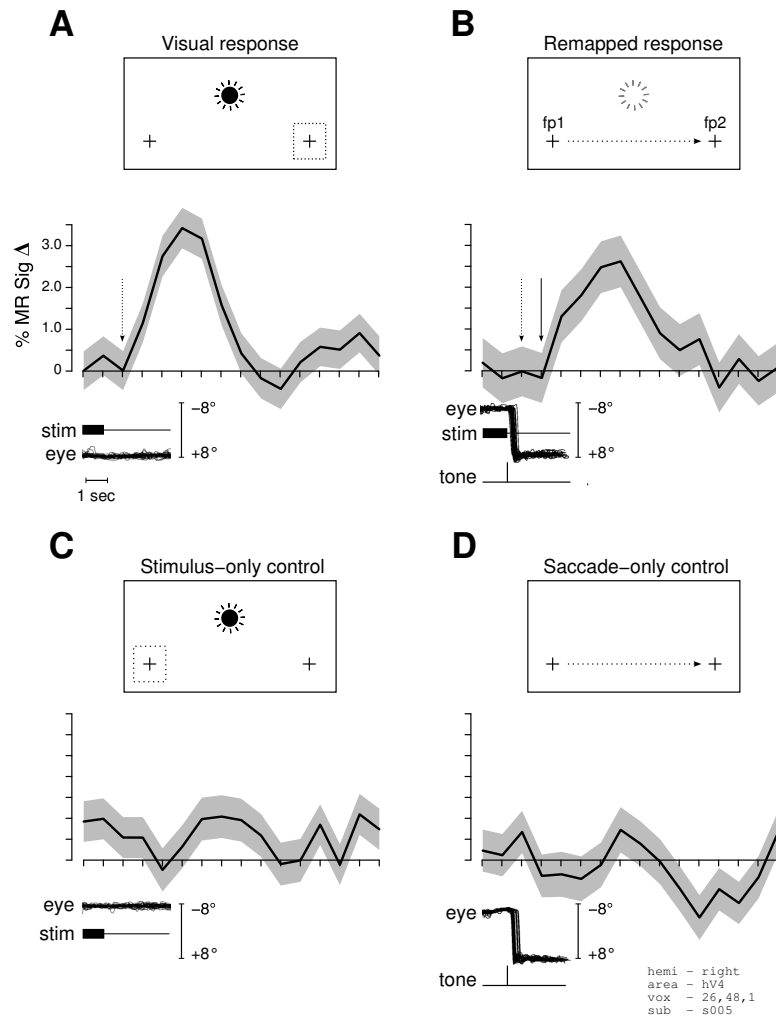 A
Visual response
B
Remapped response
fp1
fp2
% MR Sig Δ
3.0
2.0
1.0
0
stim
eye
−8°
+8°
1 sec
eye
stim
tone
−8°
+8°
C
Stimulus−only control
D
Saccade−only control
eye
stim
−8°
+8°
eye
tone
−8°
+8°
hemi − right
area − hV4
vox − 26,48,1
sub − s005